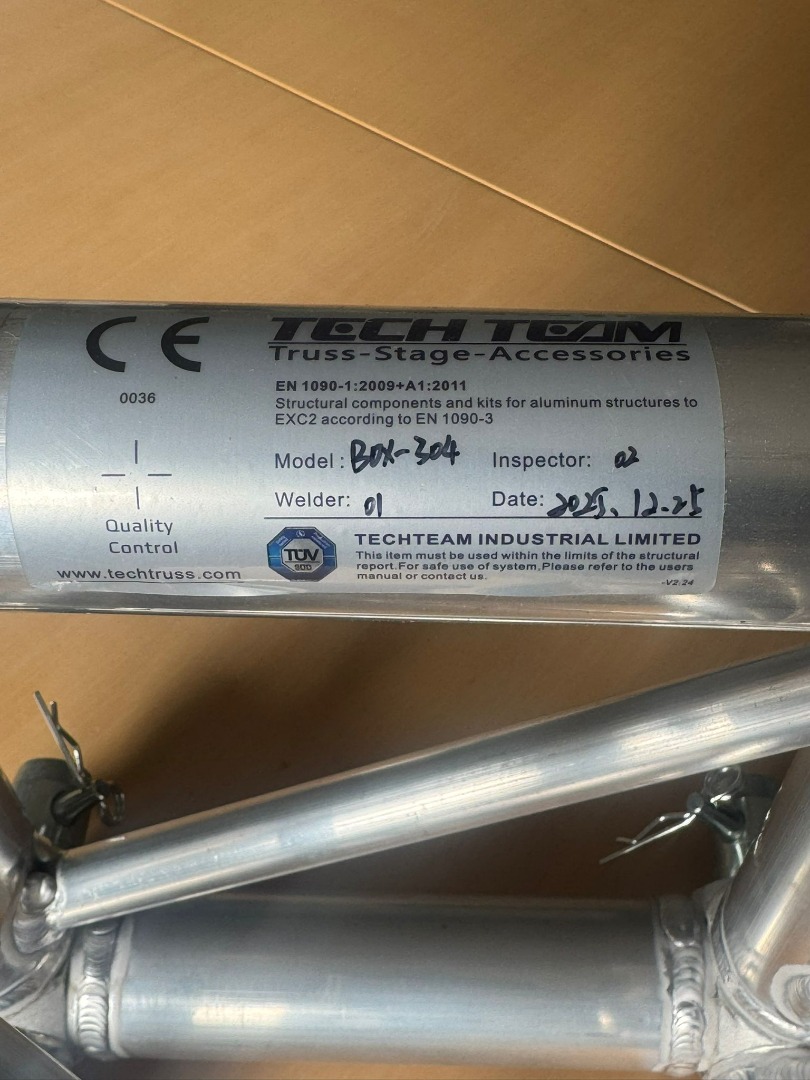 CE
0036
Quality
Control
www.techtruss.com
TECH TEAM
Truss-Stage-Accessories
EN 1090-1:2009+A1:2011
Structural components and kits for aluminum structures to
EXC2 according to EN 1090-3
Model: BOX-304 Inspector: 02
Welder: 01 Date: 2025.12.25
TÜV
SÜD
TECHTEAM INDUSTRIAL LIMITED
This item must be used within the limits of the structural
report.For safe use of system,Please refer to the users
manual or contact us.
-V2.24